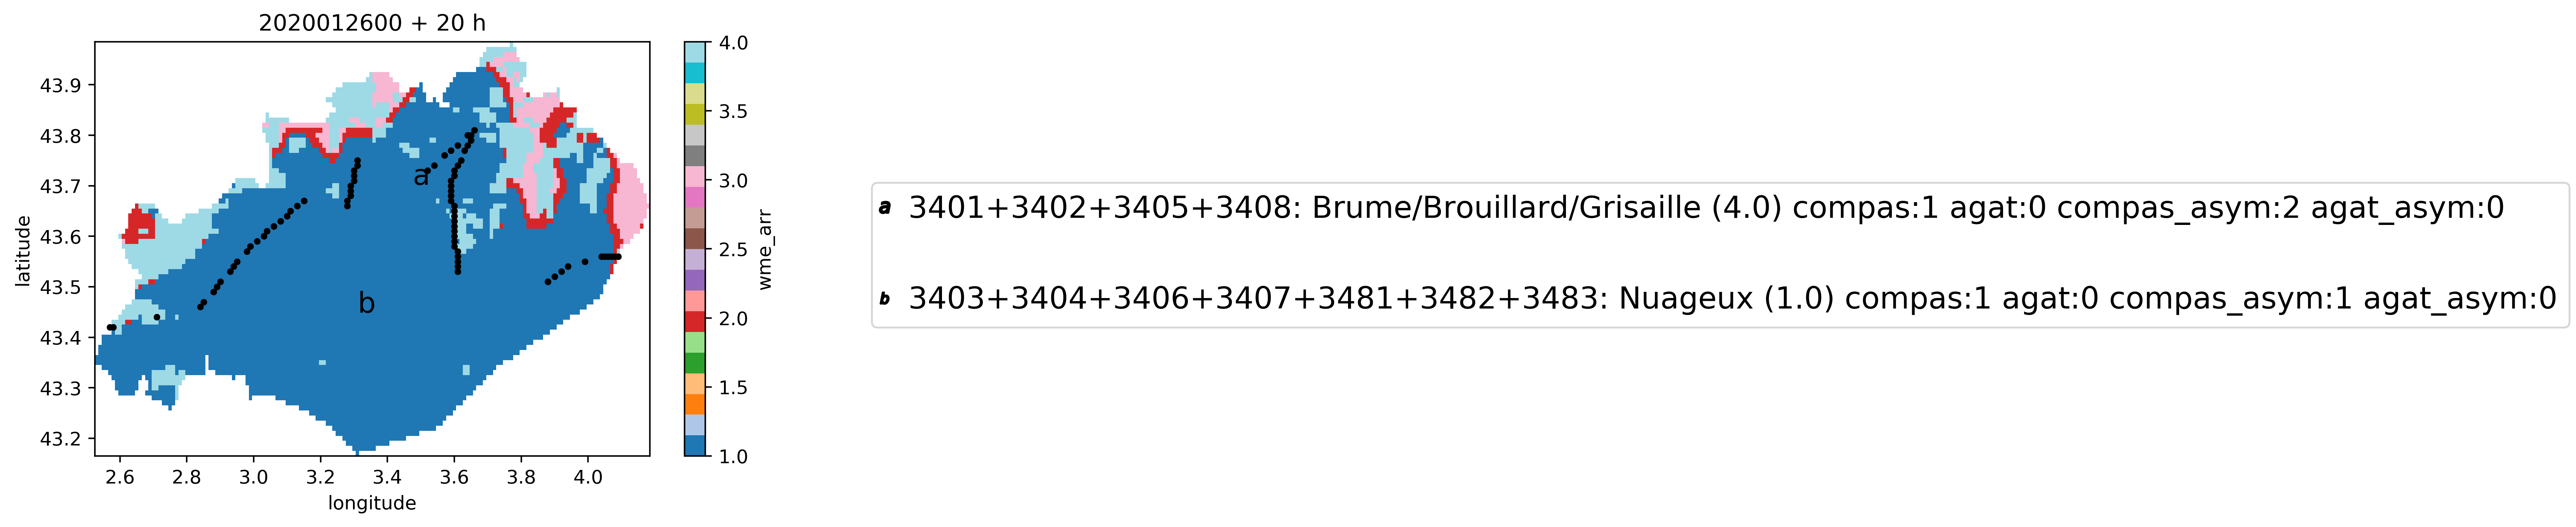 2020012600 + 20 h
43.9
43.8
43.7
43.6
43.5
43.4
43.3
43.2
latitude
2.6 2.8 3.0 3.2 3.4 3.6 3.8 4.0
longitude
a
b
4.0
3.5
3.0
2.5
2.0
1.5
1.0
wme_arr
a 3401+3402+3405+3408: Brume/Brouillard/Grisaille (4.0) compas:1 agat:0 compas_asym:2 agat_asym:0
b 3403+3404+3406+3407+3481+3482+3483: Nuageux (1.0) compas:1 agat:0 compas_asym:1 agat_asym:0